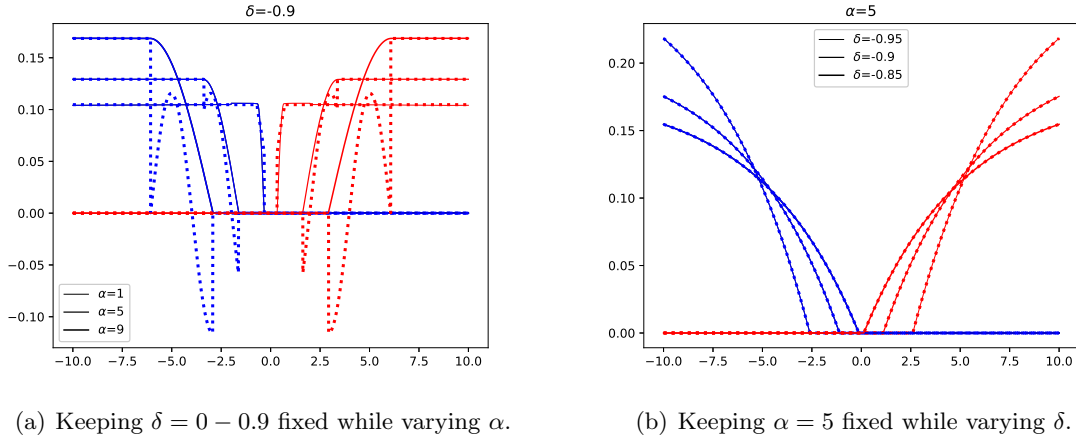 δ=-0.9
0.15
0.10
0.05
0.00
−0.05
−0.10
α=1
α=5
α=9
−10.0 −7.5 −5.0 −2.5 0.0 2.5 5.0 7.5 10.0
(a) Keeping δ = 0 − 0.9 fixed while varying α.
α=5
0.20
0.15
0.10
0.05
0.00
δ=-0.95
δ=-0.9
δ=-0.85
−10.0 −7.5 −5.0 −2.5 0.0 2.5 5.0 7.5 10.0
(b) Keeping α = 5 fixed while varying δ.